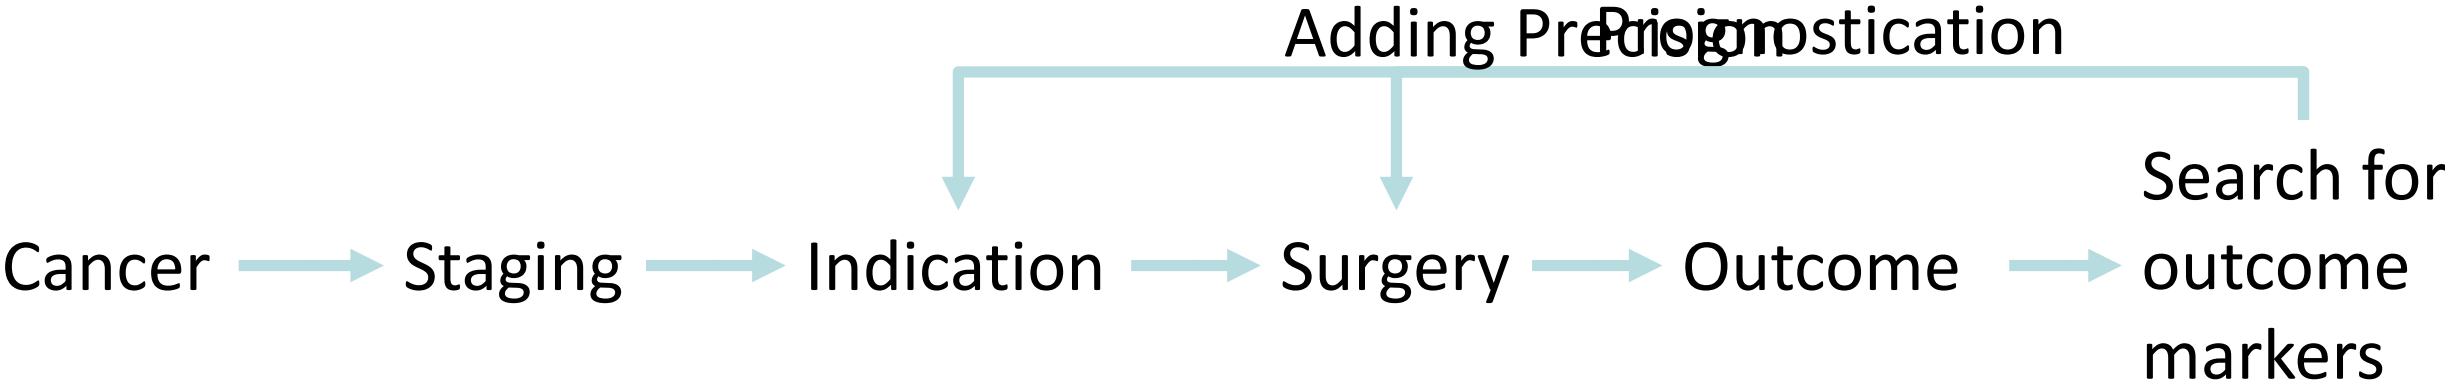 Adding Precision
Prognostication
Cancer
Staging
Indication
Surgery
Outcome
Search for
outcome
markers